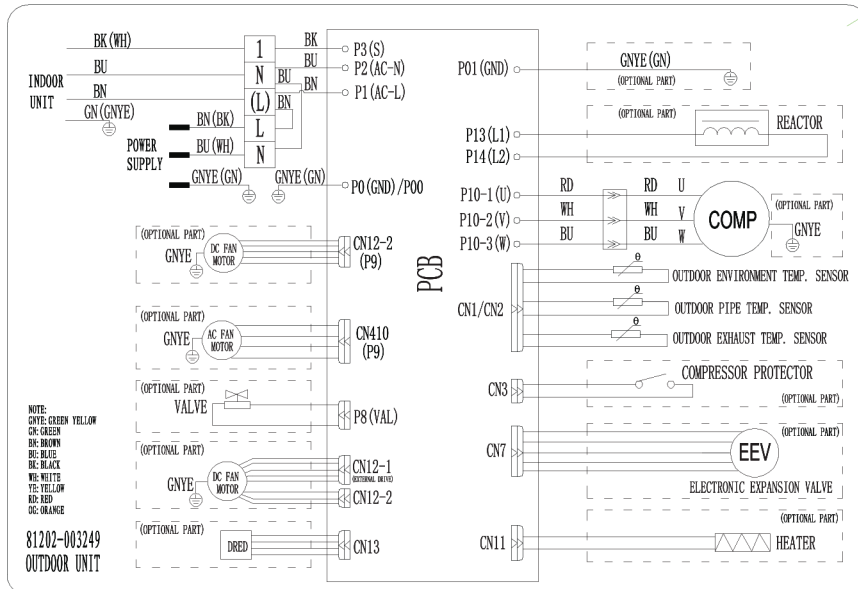 BK(WH)
BU
INDOOR
UNIT
BN
GN(GNYE)
1
N
(L)
L
N
BK
BU
BU
BN
BN
BN(BK)
POWER
SUPPLY
BU(WH)
GNYE(GN)
GNYE(GN)
P3(S)
P2(AC-N)
P1(AC-L)
P0(GND)/P00
(OPTIONAL PART)
DC FAN
MOTOR
GNYE
CN12-2
(P9)
(OPTIONAL PART)
AC FAN
MOTOR
GNYE
CN410
(P9)
(OPTIONAL PART)
VALVE
P8(VAL)
(OPTIONAL PART)
DC FAN
MOTOR
GNYE
CN12-1
(EXTERNAL DRIVE)
CN12-2
(OPTIONAL PART)
DRED
CN13
NOTE:
GNYE: GREEN YELLOW
GN: GREEN
BN: BROWN
BU: BLUE
BK: BLACK
WH: WHITE
YE: YELLOW
RD: RED
OG: ORANGE
81202-003249
OUTDOOR UNIT
PCB
P01(GND)
GNYE(GN)
(OPTIONAL PART)
(OPTIONAL PART)
REACTOR
P13(L1)
P14(L2)
P10-1(U)
RD
RD
U
P10-2(V)
WH
WH
V
P10-3(W)
BU
BU
W
COMP
(OPTIONAL PART)
GNYE
CN1/CN2
θ
OUTDOOR ENVIRONMENT TEMP. SENSOR
θ
OUTDOOR PIPE TEMP. SENSOR
θ
OUTDOOR EXHAUST TEMP. SENSOR
CN3
COMPRESSOR PROTECTOR
(OPTIONAL PART)
CN7
(OPTIONAL PART)
EEV
ELECTRONIC EXPANSION VALVE
(OPTIONAL PART)
CN11
HEATER